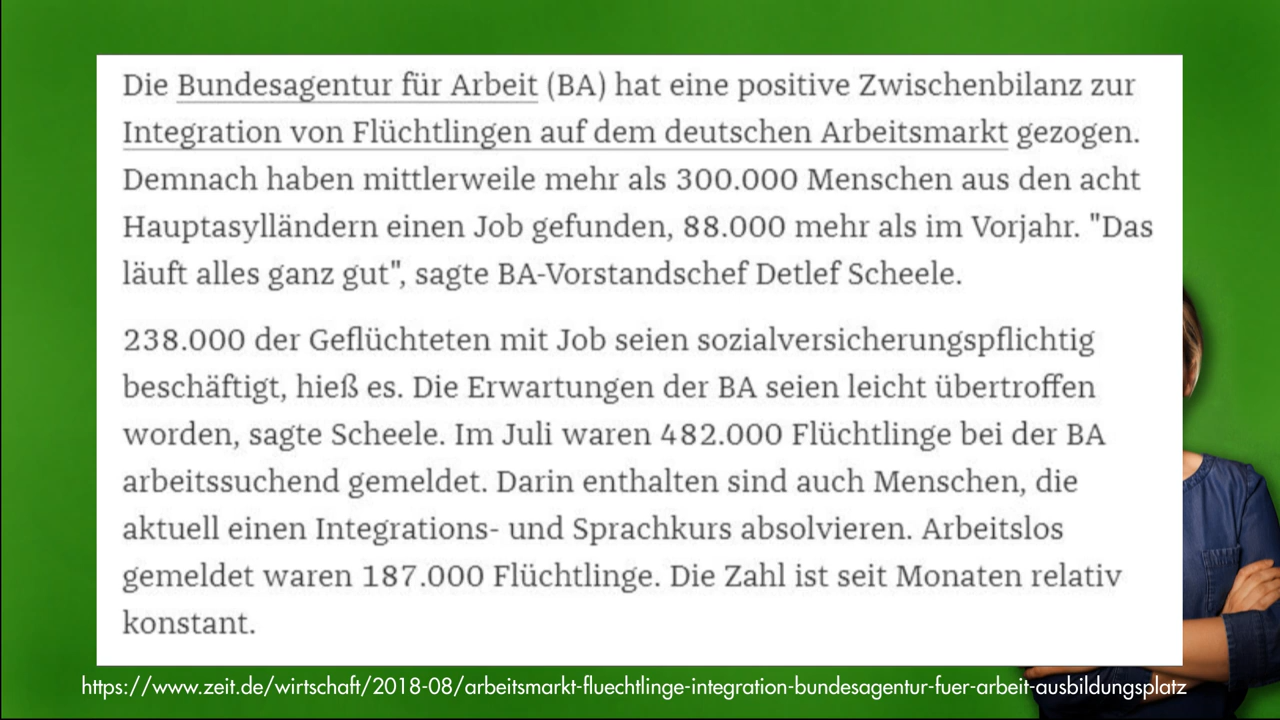 Die Bundesagentur für Arbeit (BA) hat eine positive Zwischenbilanz zur
Integration von Flüchtlingen auf dem deutschen Arbeitsmarkt gezogen.
Demnach haben mittlerweile mehr als 300.000 Menschen aus den acht
Hauptasylländern einen Job gefunden, 88.000 mehr als im Vorjahr. "Das
läuft alles ganz gut", sagte BA-Vorstandschef Detlef Scheele.
238.000 der Geflüchteten mit Job seien sozialversicherungspflichtig
beschäftigt, hieß es. Die Erwartungen der BA seien leicht übertroffen
worden, sagte Scheele. Im Juli waren 482.000 Flüchtlinge bei der BA
arbeitssuchend gemeldet. Darin enthalten sind auch Menschen, die
aktuell einen Integrations- und Sprachkurs absolvieren. Arbeitslos
gemeldet waren 187.000 Flüchtlinge. Die Zahl ist seit Monaten relativ
konstant.
https://www.zeit.de/wirtschaft/2018-08/arbeitsmarkt-fluechtlinge-integration-bundesagentur-fuer-arbeit-ausbildungsplatz